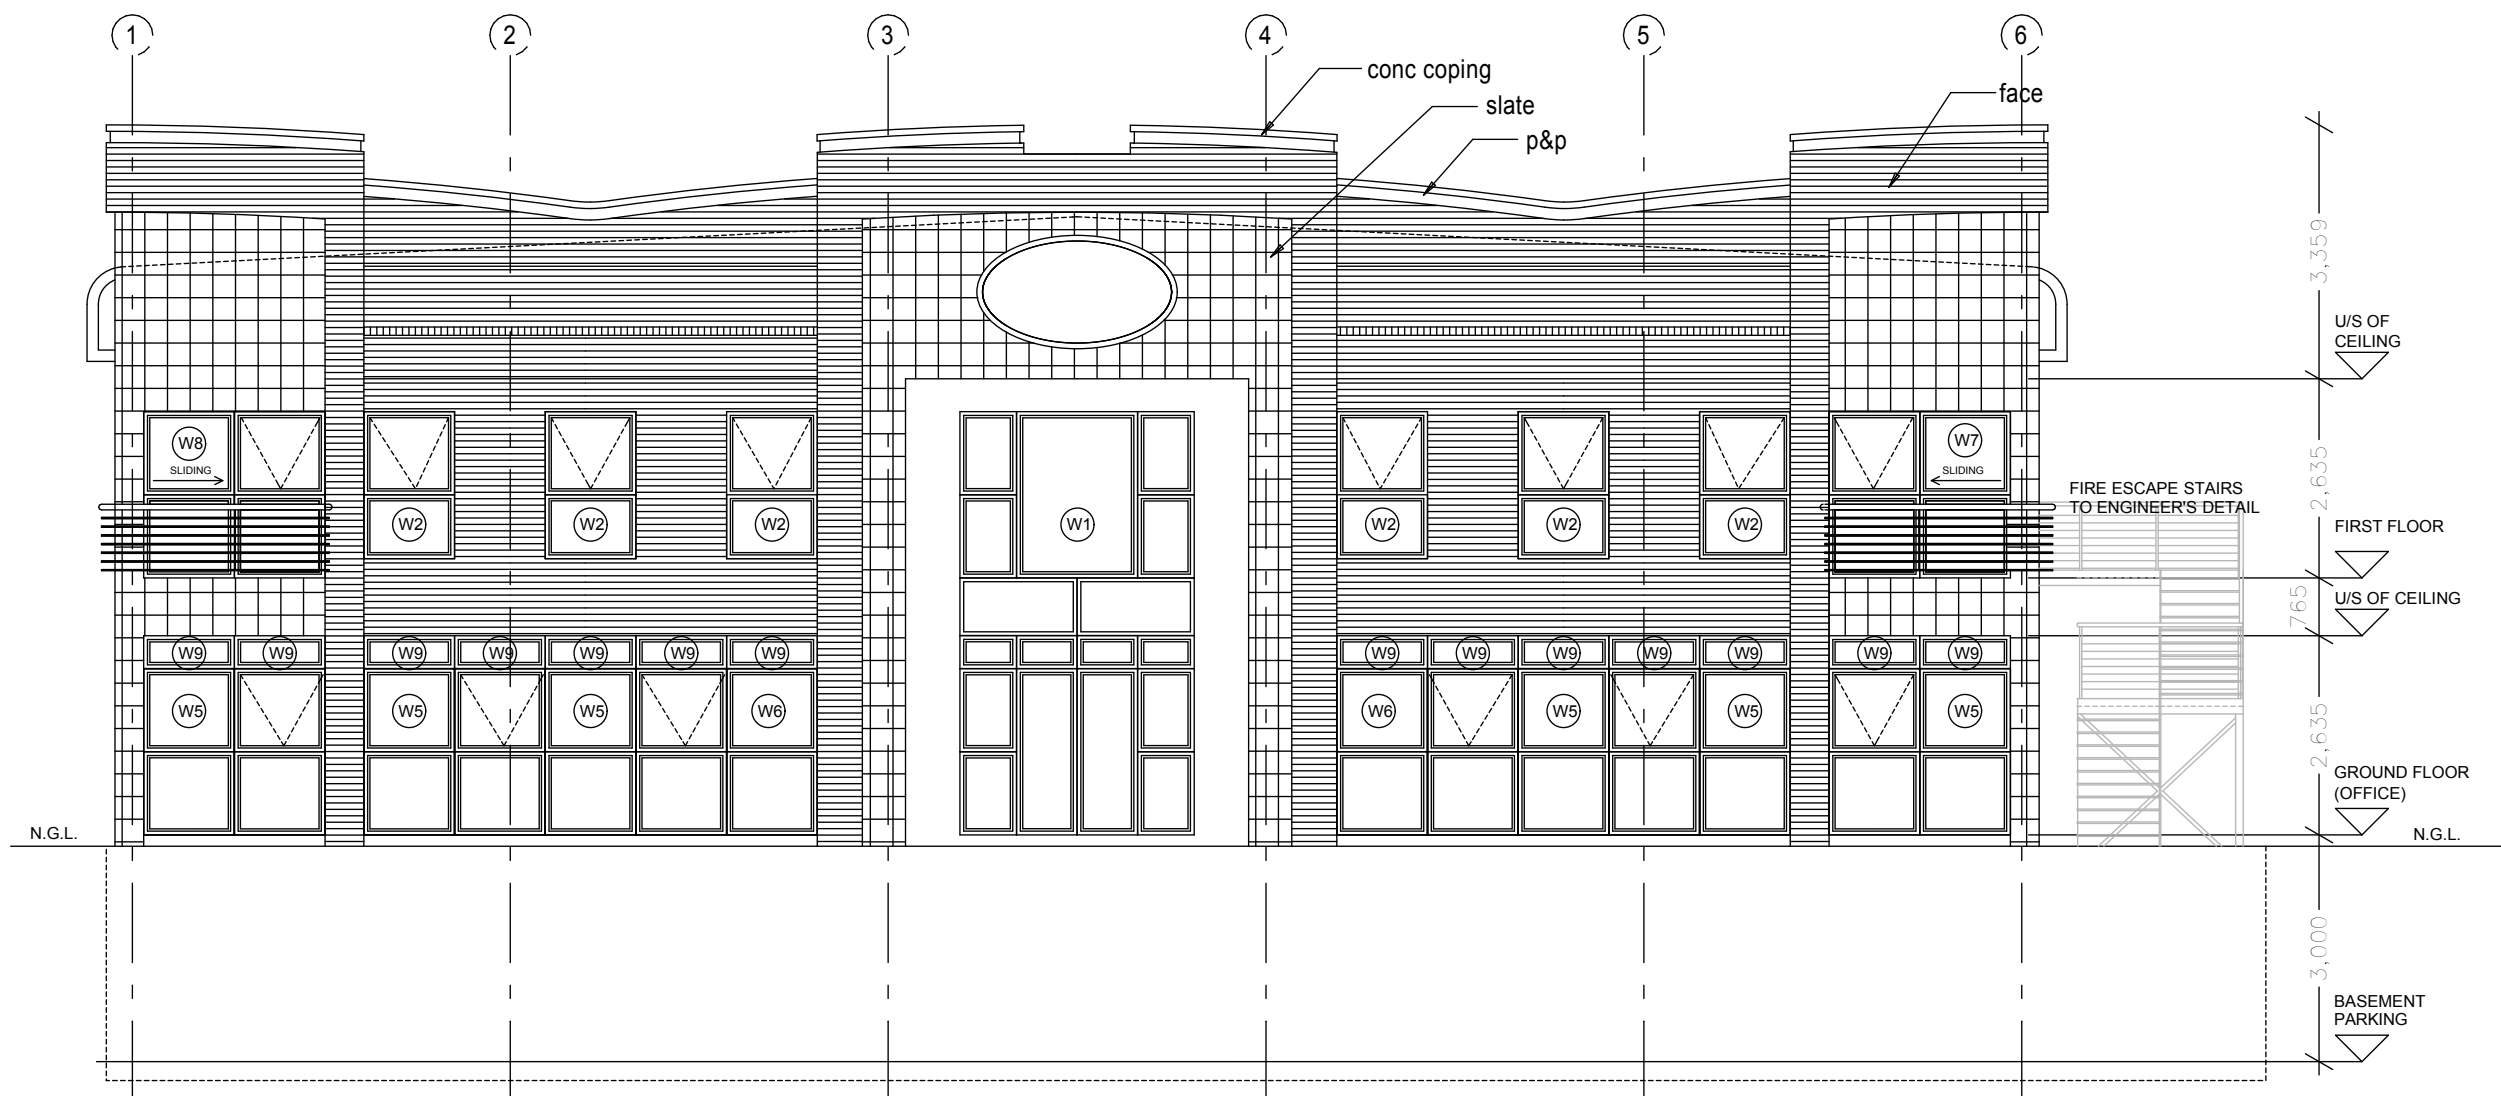 1 2 3 4 5 6
conc coping
slate
face
p&p
3,359
U/S OF
CEILING
W8 W7
SLIDING SLIDING
2,635
FIRE ESCAPE STAIRS
TO ENGINEER'S DETAIL
W2 W2 W2 W1 W2 W2 W2
FIRST FLOOR
765
U/S OF CEILING
W9 W9 W9 W9 W9 W9 W9 W9 W9 W9 W9 W9 W9 W9
W5 W5 W5 W6 W6 W5 W5 W5
2,635
GROUND FLOOR
(OFFICE)
N.G.L. N.G.L.
3,000
BASEMENT
PARKING